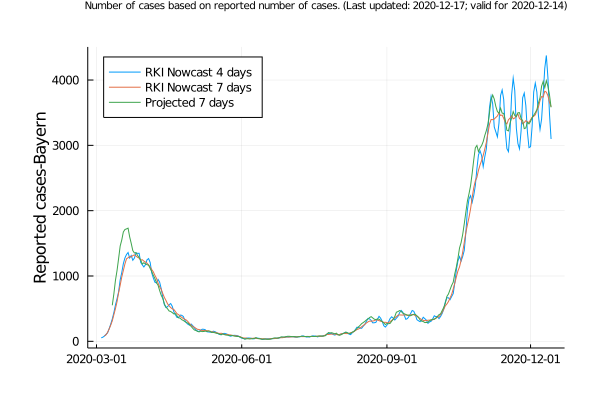 Number of cases based on reported number of cases. (Last updated: 2020-12-17; valid for 2020-12-14)
RKI Nowcast 4 days
RKI Nowcast 7 days
Projected 7 days
Reported cases-Bayern
4000
3000
2000
1000
0
2020-03-01 2020-06-01 2020-09-01 2020-12-01